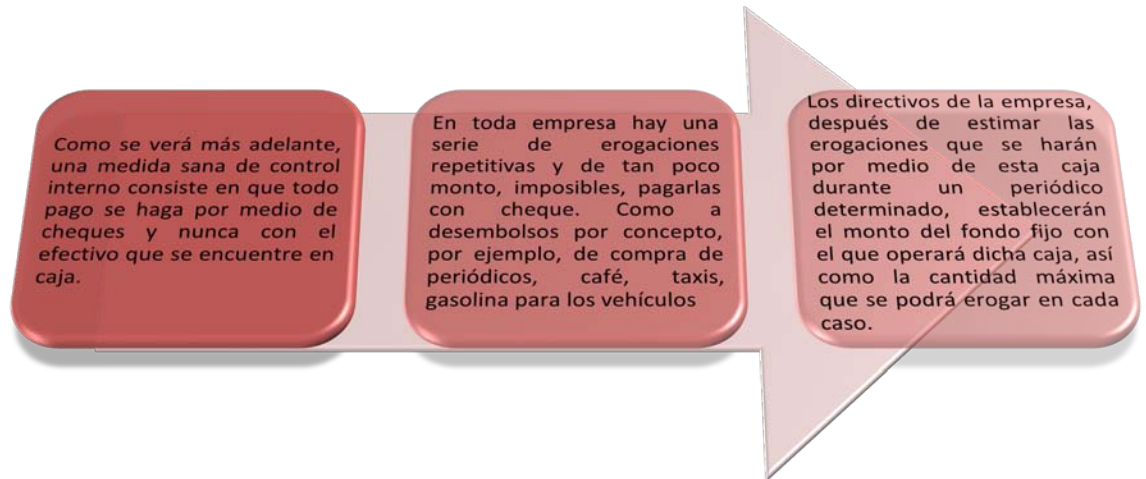 Como se verá más adelante,
una medida sana de control
interno consiste en que todo
pago se haga por medio de
cheques y nunca con el
efectivo que se encuentre en
caja.
En toda empresa hay una
serie de erogaciones
repetitivas y de tan poco
monto, imposibles, pagarlas
con cheque. Como a
desembolsos por concepto,
por ejemplo, de compra de
periódicos, café, taxis,
gasolina para los vehículos
Los directivos de la empresa,
después de estimar las
erogaciones que se harán
por medio de esta caja
durante un periódico
determinado, establecerán
el monto del fondo fijo con
el que operará dicha caja, así
como la cantidad máxima
que se podrá erogar en cada
caso.